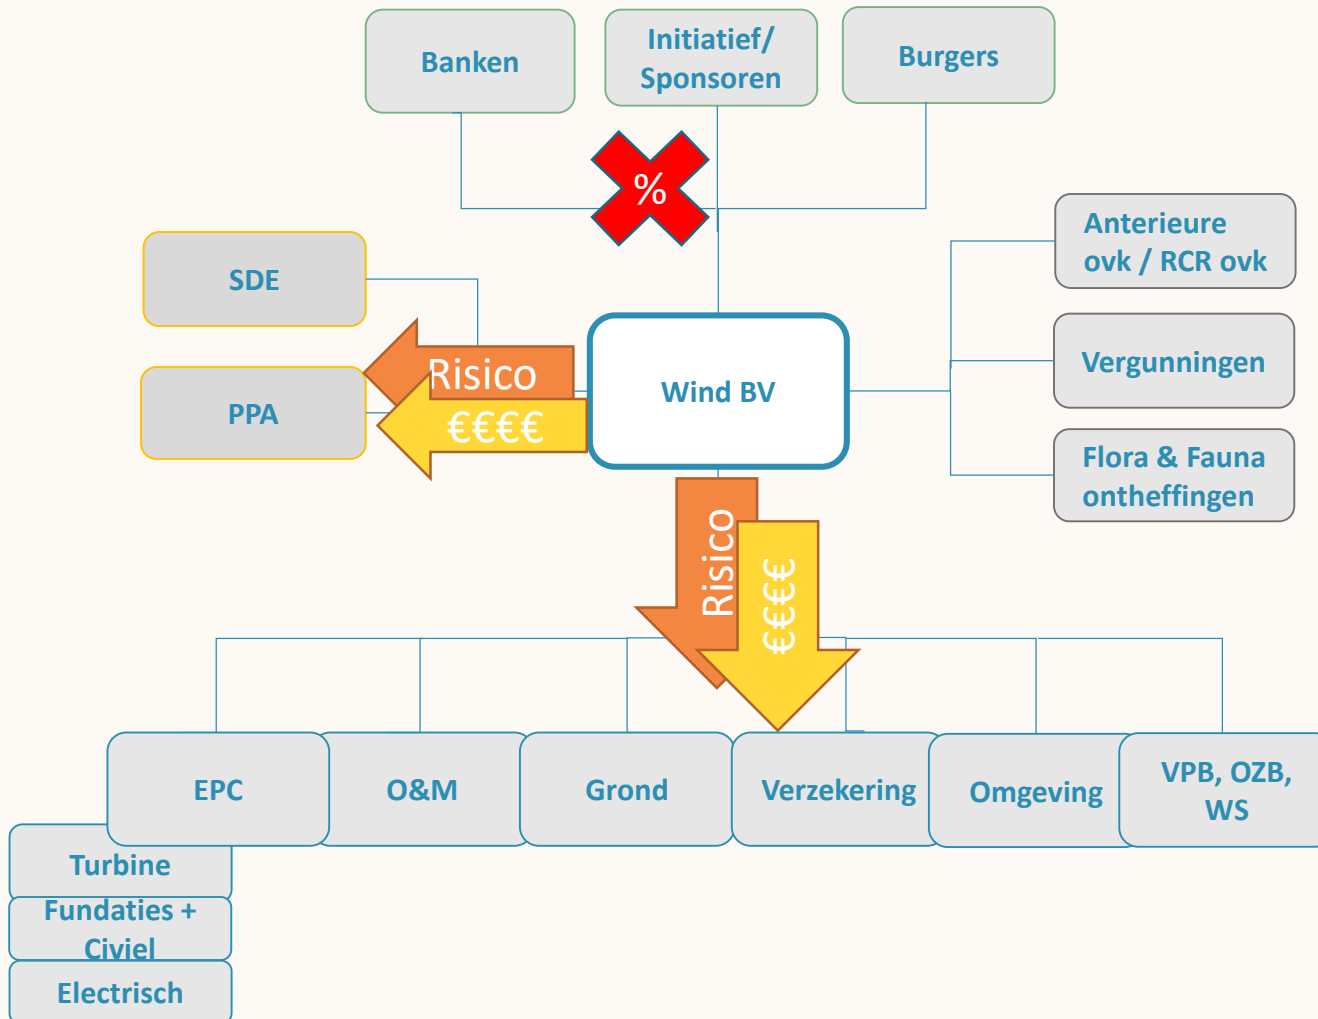 Banken
Initiatief/
Sponsoren
Burgers
%
Anterieure
ovk / RCR ovk
SDE
Vergunningen
Risico
Wind BV
PPA
€€€€
Flora & Fauna
ontheffingen
Risico
€€€€
EPC
O&M
Grond
Verzekering
Omgeving
VPB, OZB,
WS
Turbine
Fundaties +
Civiel
Electrisch